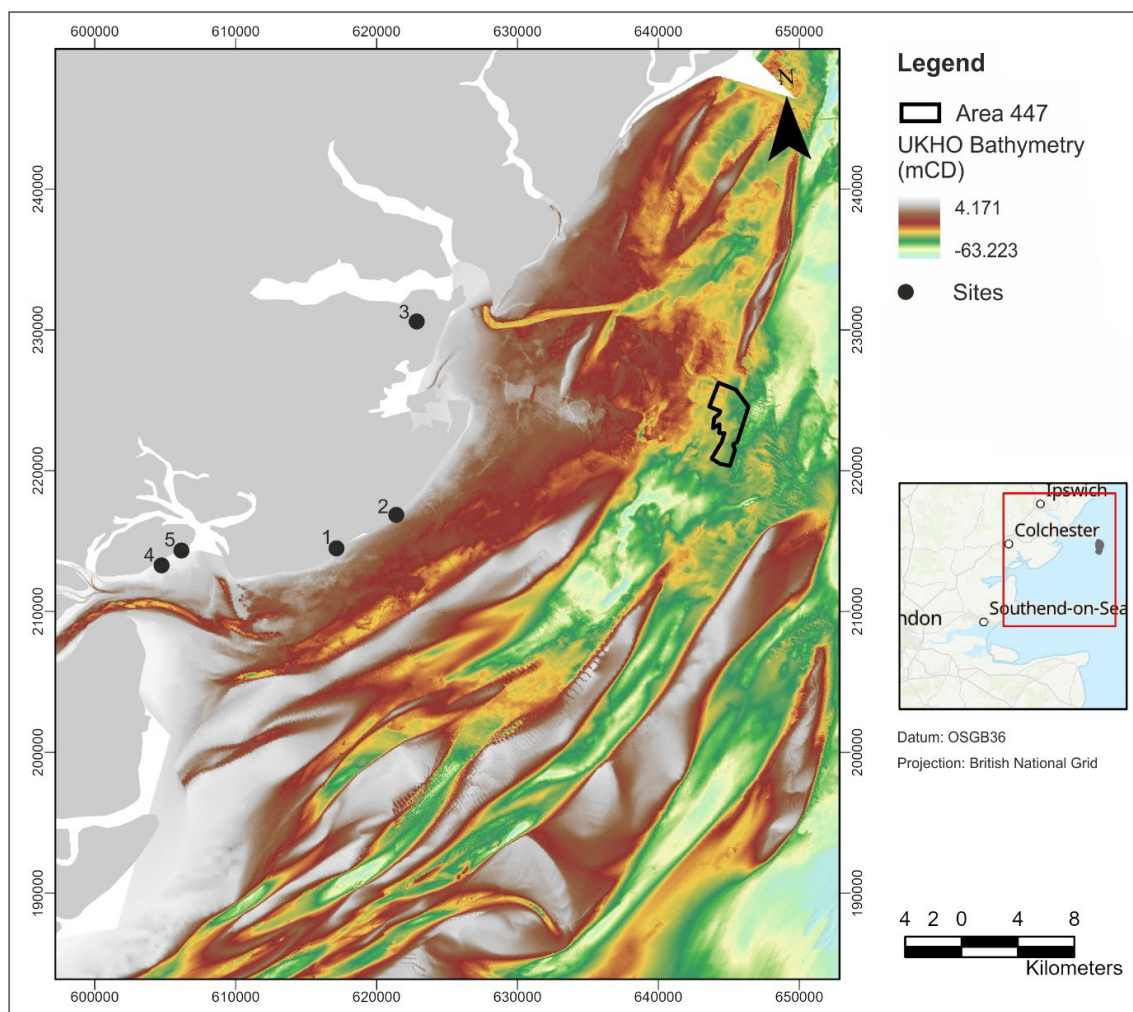 600000 610000 620000 630000 640000 650000
N
240000 240000
230000 230000
220000 220000
210000 210000
200000 200000
190000 190000
3
2
1
5
4
600000 610000 620000 630000 640000 650000
Legend
Area 447
UKHO Bathymetry
(mCD)
4.171
-63.223
Sites
Ipswich
Colchester
Southend-on-Sea
ndon
Datum: OSGB36
Projection: British National Grid
4 2 0 4 8
Kilometers